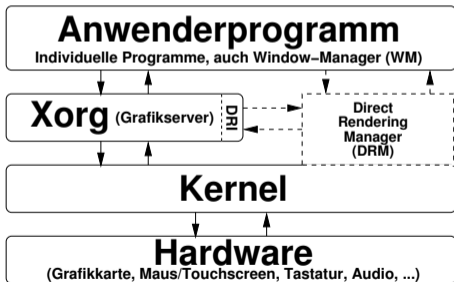 Anwenderprogramm
Individuelle Programme, auch Window-Manager (WM)
Xorg (Grafikserver)
DRI
Direct
Rendering
Manager
(DRM)
Kernel
Hardware
(Grafikkarte, Maus/Touchscreen, Tastatur, Audio, ...)